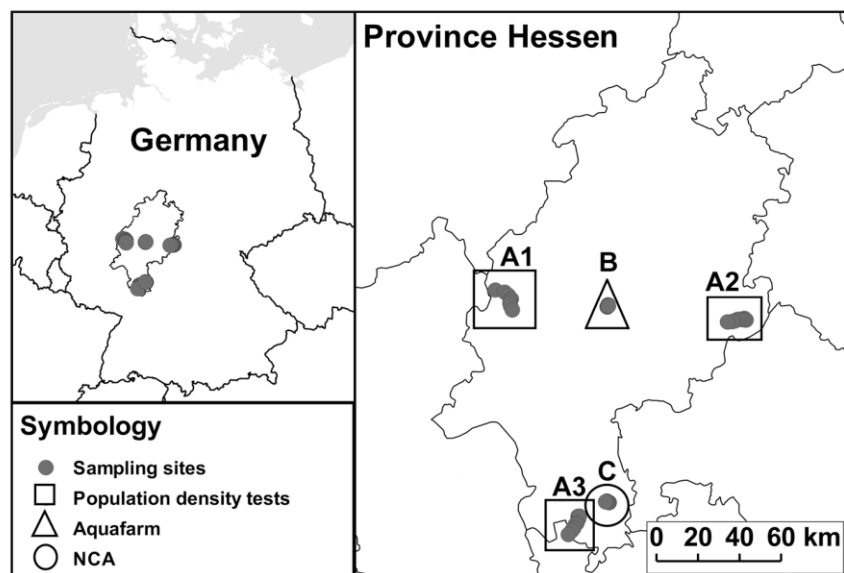 Germany
Symbology
Sampling sites
Population density tests
Aquafarm
NCA
Province Hessen
A1
B
A2
C
A3
0 20 40 60 km